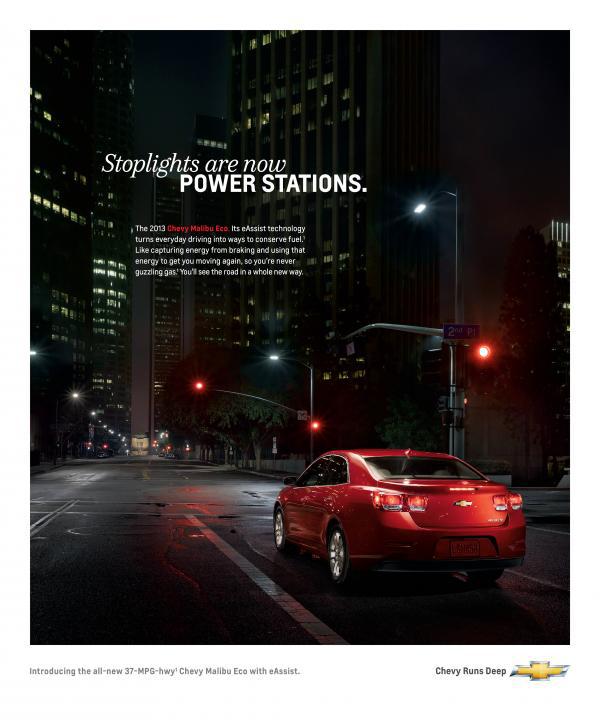 Stoplights are now
POWER STATIONS.
The 2013 Chevy Malibu Eco. Its eAssist technology
turns everyday driving into ways to conserve fuel.¹
Like capturing energy from braking and using that
energy to get you moving again, so you're never
guzzling gas.¹ You'll see the road in a whole new way.
2nd Pl
Introducing the all-new 37-MPG-hwy¹ Chevy Malibu Eco with eAssist.
Chevy Runs Deep